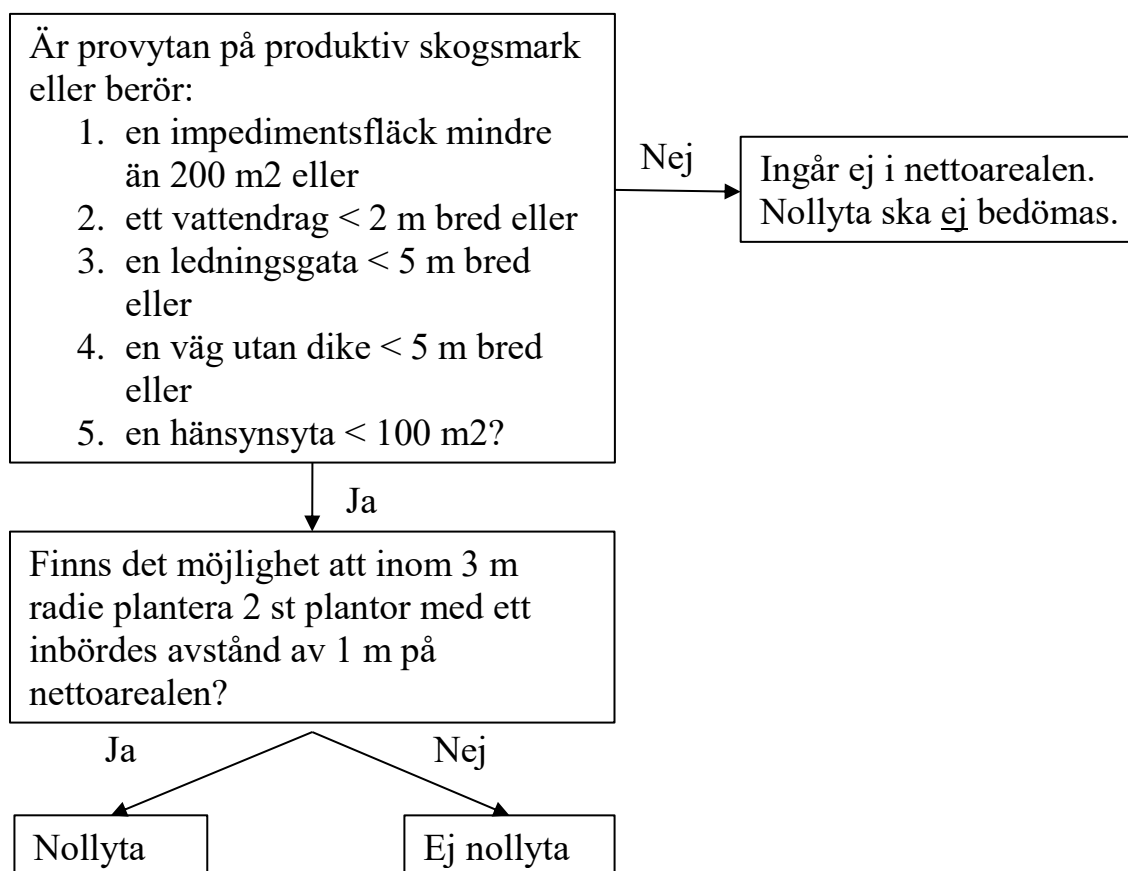 Är provytan på produktiv skogsmark
eller berör:
1. en impedimentsfläck mindre
än 200 m2 eller
2. ett vattendrag < 2 m bred eller
3. en ledningsgata < 5 m bred
eller
4. en väg utan dike < 5 m bred
eller
5. en hänsynsyta < 100 m2?
Nej
Ingår ej i nettoarealen.
Nollyta ska ej bedömas.
Ja
Finns det möjlighet att inom 3 m
radie plantera 2 st plantor med ett
inbördes avstånd av 1 m på
nettoarealen?
Ja
Nej
Nollyta
Ej nollyta